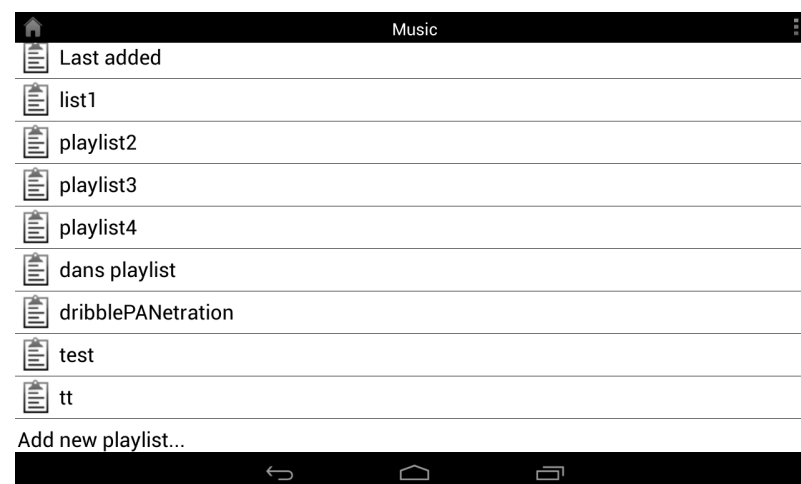 Music
Last added
list1
playlist2
playlist3
playlist4
dans playlist
dribblePANetration
test
tt
Add new playlist...